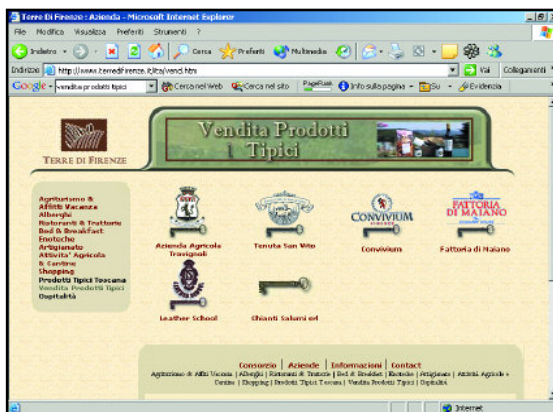 Terre Di Firenze : Azienda - Microsoft Internet Explorer
File Modifica Visualizza Preferiti Strumenti ?
Indietro Cerca Preferiti Multimedia
Indirizzo http://www.terredifirenze.it/ita/vend.htm Vai Collegamenti
Google vendita prodotti tipici Cerca nel Web Cerca nel sito PageRank Info sulla pagina Su Evidenzia
Vendita Prodotti
i Tipici
TERRE DI FIRENZE
Agriturismo &
Affitti Vacanza
Alberghi
Ristoranti & Trattorie
Bed & Breakfast
Enoteche
Artigianato
Attivita' Agricola
& Cantine
Shopping
Prodotti Tipici Toscana
Vendita Prodotti Tipici
Ospitalità
CONVIVIUM
FATTORIA
DI MAIANO
Azienda Agricola
Travignoli
Tenuta San Vito
Convivium
Fattoria di Maiano
Leather School
Chianti Salumi srl
Consorzio | Aziende | Informazioni | Contact
Agriturismo & Affitti Vacanza | Alberghi | Ristoranti & Trattorie | Bed & Breakfast | Enoteche | Artigianato | Attività Agricole &
Cantine | Shopping | Prodotti Tipici Toscana | Vendita Prodotti Tipici | Ospitalità
Internet